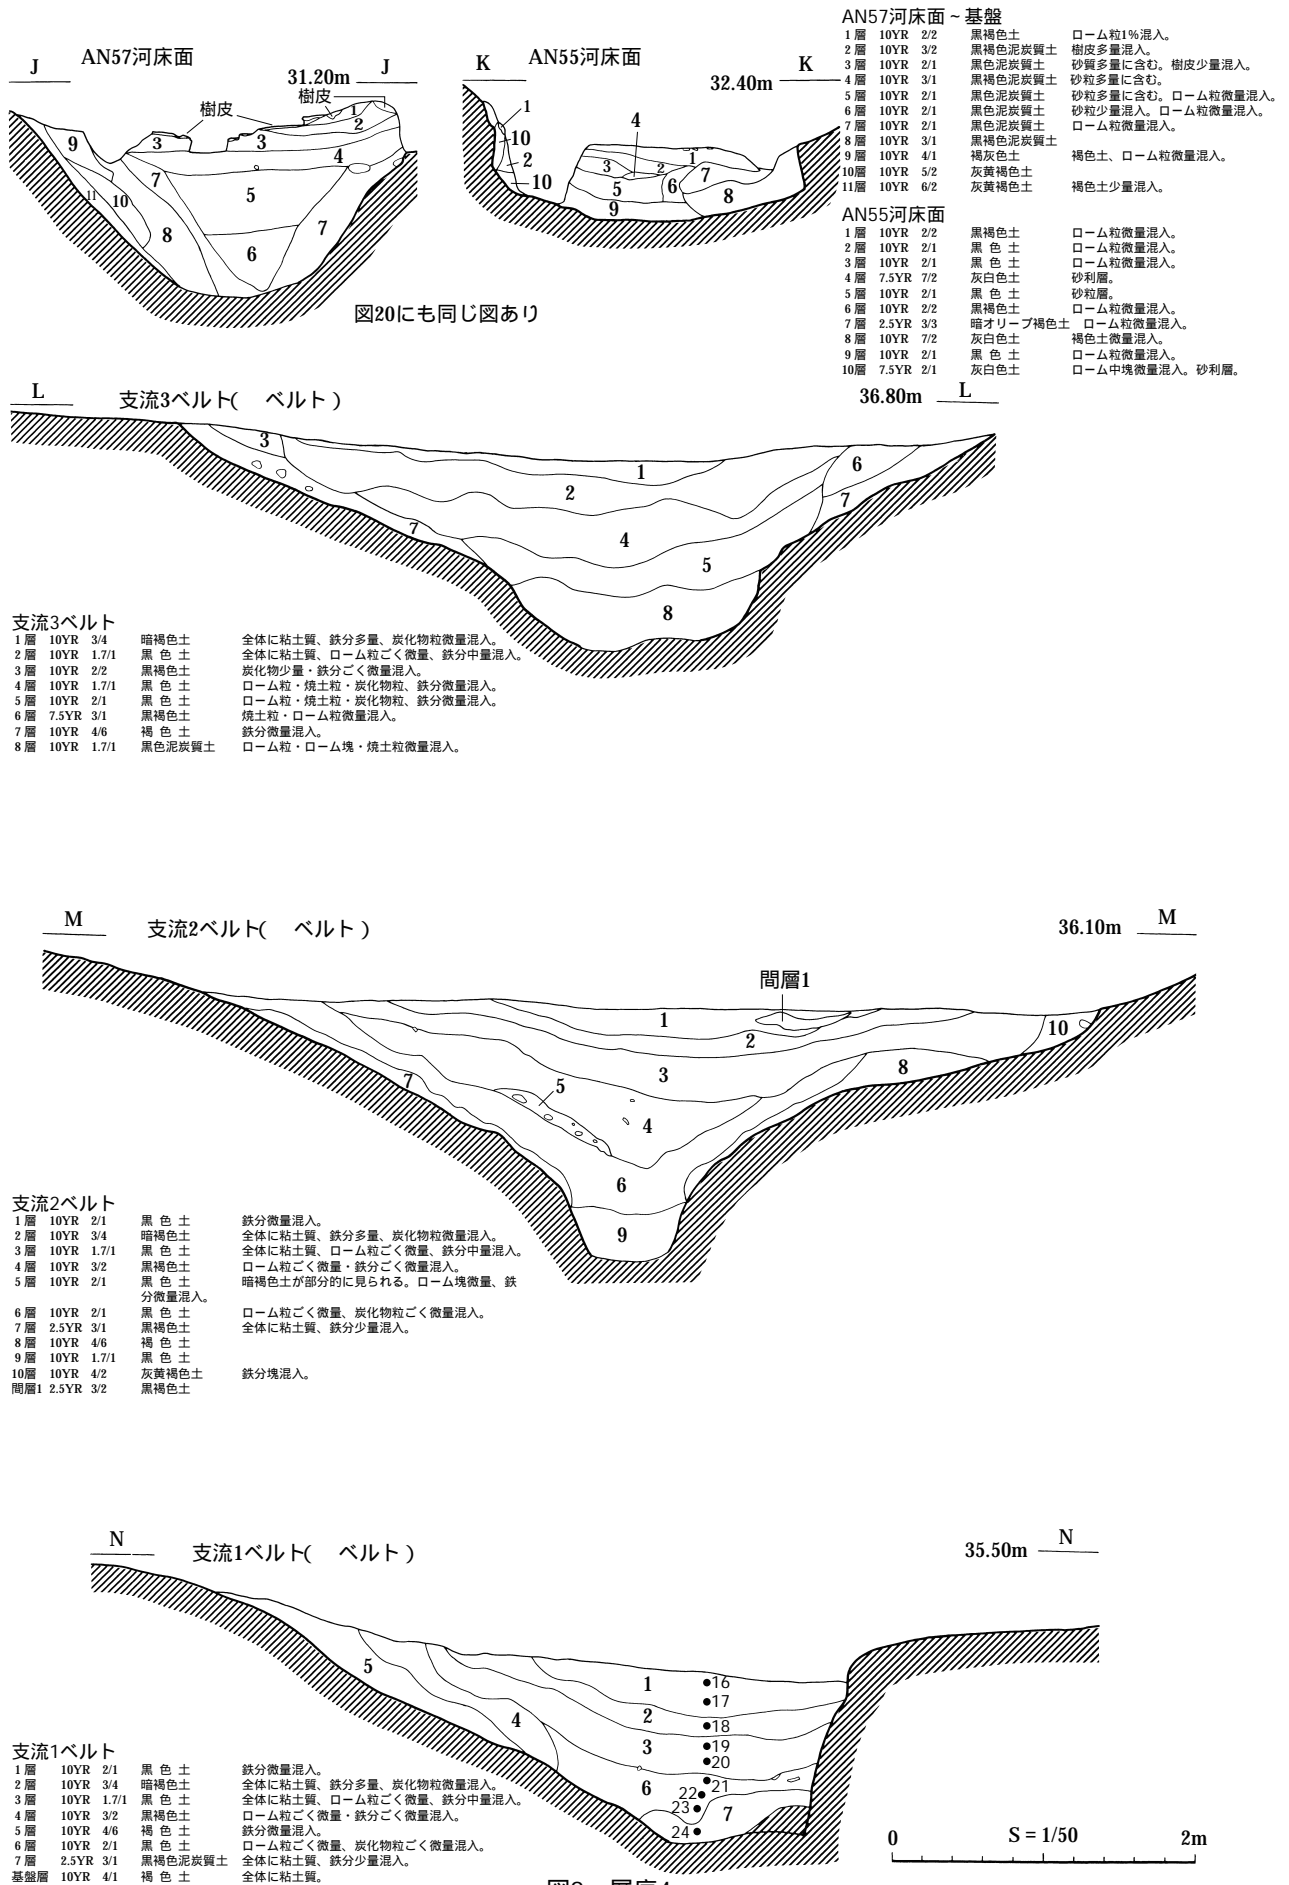 AN57河床面～基盤
1層 10YR 2/2 黒褐色土 ローム粒1％混入。
2層 10YR 3/2 黒褐色泥炭質土 樹皮多量混入。
3層 10YR 2/1 黒色泥炭質土 砂質多量に含む。樹皮少量混入。
4層 10YR 3/1 黒褐色泥炭質土 砂粒多量に含む。
5層 10YR 2/1 黒色泥炭質土 砂粒多量に含む。ローム粒微量混入。
6層 10YR 2/1 黒色泥炭質土 砂粒少量混入。ローム粒微量混入。
7層 10YR 2/1 黒色泥炭質土 ローム粒微量混入。
8層 10YR 3/1 黒褐色泥炭質土
9層 10YR 4/1 褐灰色土 褐色土、ローム粒微量混入。
10層 10YR 5/2 灰黄褐色土
11層 10YR 6/2 灰黄褐色土 褐色土少量混入。
AN55河床面
1層 10YR 2/2 黒褐色土 ローム粒微量混入。
2層 10YR 2/1 黒 色 土 ローム粒微量混入。
3層 10YR 2/1 黒 色 土 ローム粒微量混入。
4層 7.5YR 7/2 灰白色土 砂利層。
5層 10YR 2/1 黒 色 土 砂粒層。
6層 10YR 2/2 黒褐色土 ローム粒微量混入。
7層 2.5YR 3/3 暗オリーブ褐色土 ローム粒微量混入。
8層 10YR 7/2 灰白色土 褐色土微量混入。
9層 10YR 2/1 黒 色 土 ローム粒微量混入。
10層 7.5YR 2/1 灰白色土 ローム中塊微量混入。砂利層。
J AN57河床面 31.20m J
樹皮
樹皮
1
2
9 3 3
4
7 5
11 10
8 7
6
K AN55河床面 32.40m K
1
4
10
2
10
3 2 1
5 6 7
9 8
図20にも同じ図あり
L 支流3ベルト( ベルト) 36.80m L
3
1 6
2 7
7 4
5
8
支流3ベルト
1層 10YR 3/4 暗褐色土 全体に粘土質、鉄分多量、炭化物粒微量混入。
2層 10YR 1.7/1 黒 色 土 全体に粘土質、ローム粒ごく微量、鉄分中量混入。
3層 10YR 2/2 黒褐色土 炭化物少量・鉄分ごく微量混入。
4層 10YR 1.7/1 黒 色 土 ローム粒・焼土粒・炭化物粒、鉄分微量混入。
5層 10YR 2/1 黒 色 土 ローム粒・焼土粒・炭化物粒、鉄分微量混入。
6層 7.5YR 3/1 黒褐色土 焼土粒・ローム粒微量混入。
7層 10YR 4/6 褐 色 土 鉄分微量混入。
8層 10YR 1.7/1 黒色泥炭質土 ローム粒・ローム塊・焼土粒微量混入。
M 支流2ベルト( ベルト) 36.10m M
間層1
1 10
2
3 8
7 5
4
6
9
支流2ベルト
1層 10YR 2/1 黒 色 土 鉄分微量混入。
2層 10YR 3/4 暗褐色土 全体に粘土質、鉄分多量、炭化物粒微量混入。
3層 10YR 1.7/1 黒 色 土 全体に粘土質、ローム粒ごく微量、鉄分中量混入。
4層 10YR 3/2 黒褐色土 ローム粒ごく微量・鉄分ごく微量混入。
5層 10YR 2/1 黒 色 土 暗褐色土が部分的に見られる。ローム塊微量、鉄
分微量混入。
6層 10YR 2/1 黒 色 土 ローム粒ごく微量、炭化物粒ごく微量混入。
7層 2.5YR 3/1 黒褐色土 全体に粘土質、鉄分少量混入。
8層 10YR 4/6 褐 色 土
9層 10YR 1.7/1 黒 色 土
10層 10YR 4/2 灰黄褐色土 鉄分塊混入。
間層1 2.5YR 3/2 黒褐色土
N 支流1ベルト( ベルト) 35.50m N
5 1 16
17
4 2 18
3 19
20
6 21
22
23 7
24
支流1ベルト
1層 10YR 2/1 黒 色 土 鉄分微量混入。
2層 10YR 3/4 暗褐色土 全体に粘土質、鉄分多量、炭化物粒微量混入。
3層 10YR 1.7/1 黒 色 土 全体に粘土質、ローム粒ごく微量、鉄分中量混入。
4層 10YR 3/2 黒褐色土 ローム粒ごく微量・鉄分ごく微量混入。
5層 10YR 4/6 褐 色 土 鉄分微量混入。
6層 10YR 2/1 黒 色 土 ローム粒ごく微量、炭化物粒ごく微量混入。
7層 2.5YR 3/1 黒褐色泥炭質土 全体に粘土質、鉄分少量混入。
基盤層 10YR 4/1 褐 色 土 全体に粘土質。
0 S = 1/50 2m